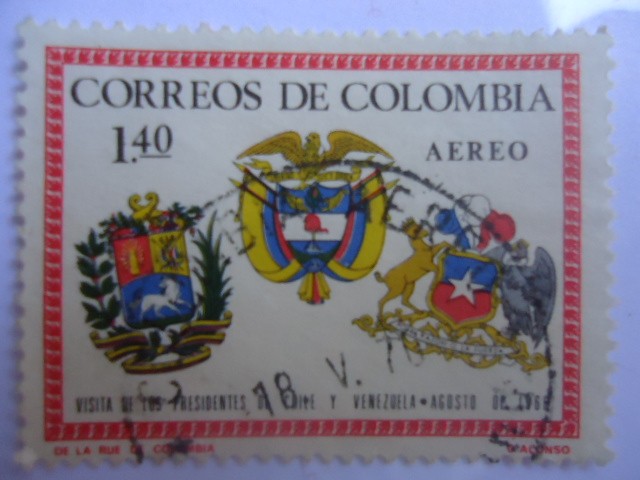 CORREOS DE COLOMBIA
1.40
AEREO
18 V.
VISITA DE LOS PRESIDENTES DE CHILE Y VENEZUELA • AGOSTO DE 1966
DE LA RUE DE COLOMBIA